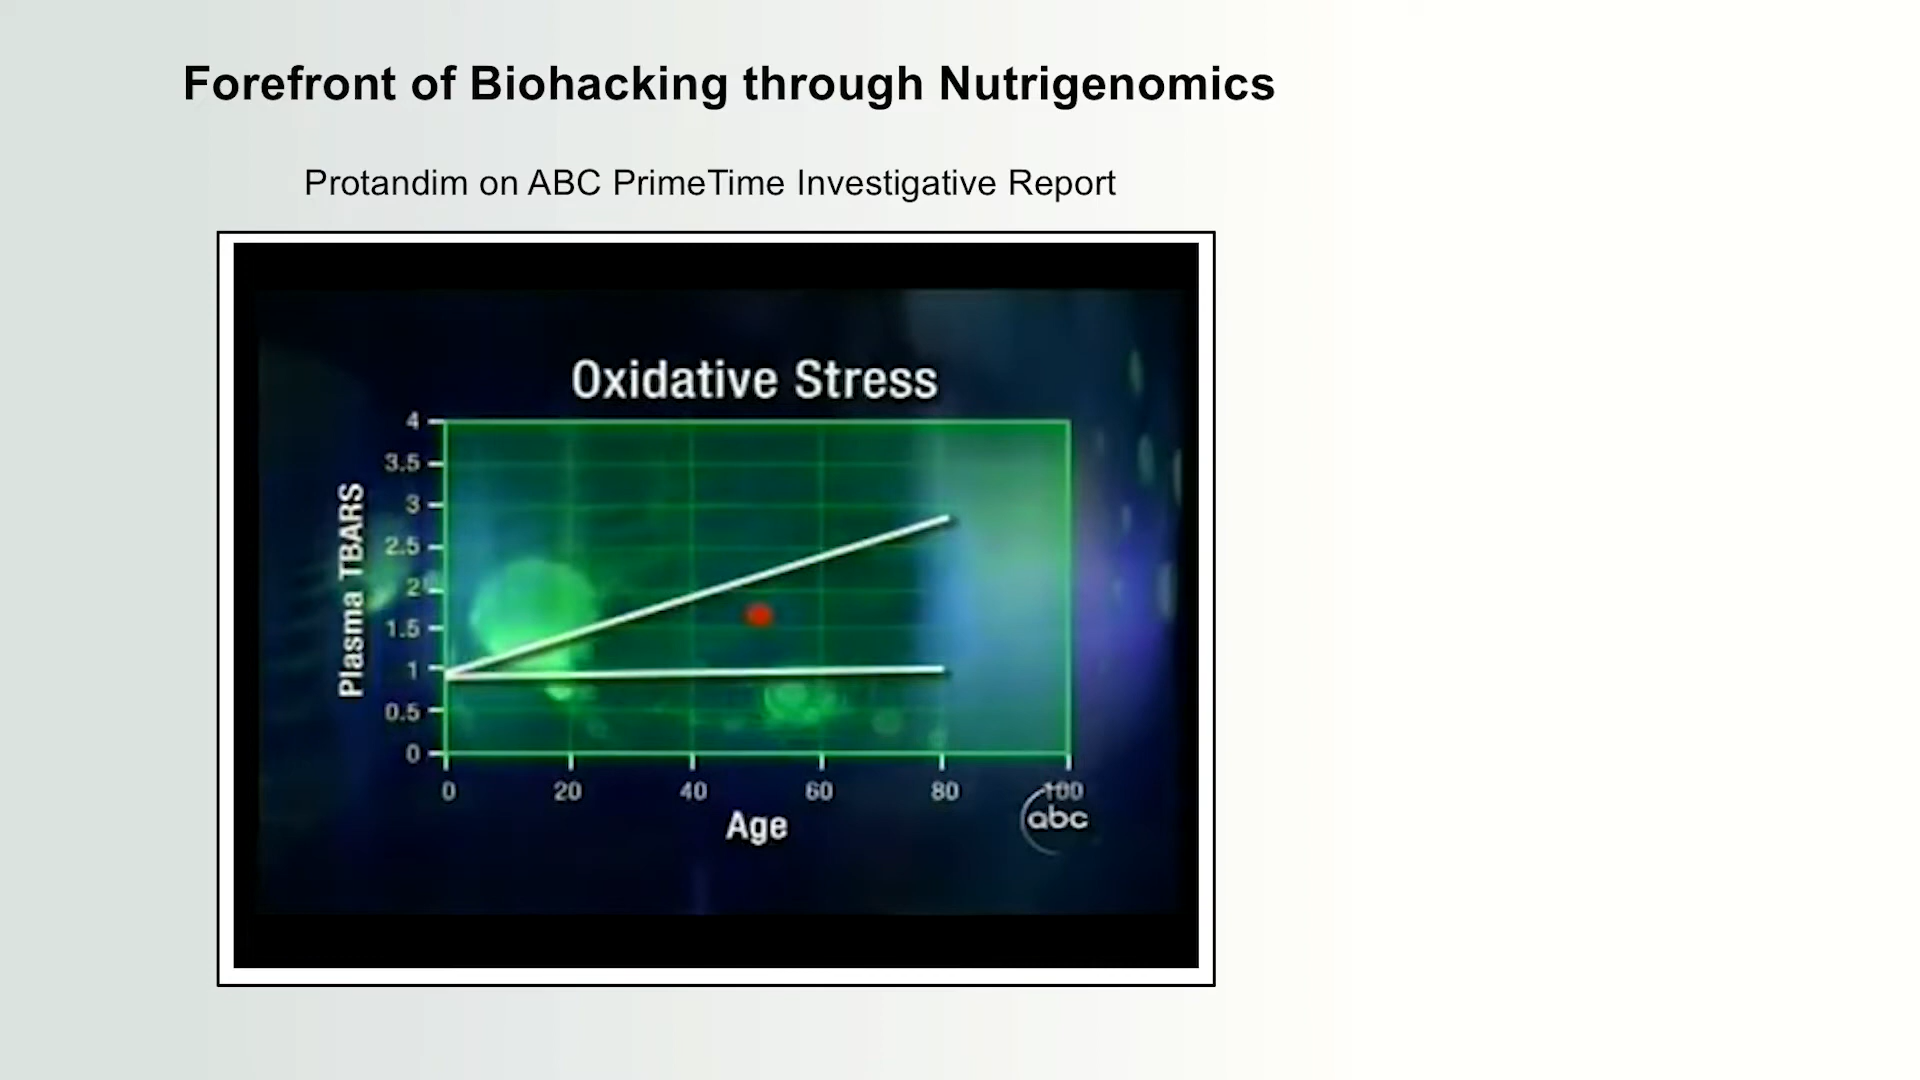 Forefront of Biohacking through Nutrigenomics
Protandim on ABC PrimeTime Investigative Report
Oxidative Stress
Plasma TBARS
4
3.5
3
2.5
2
1.5
1
0.5
0
0 20 40 60 80 100
Age
abc